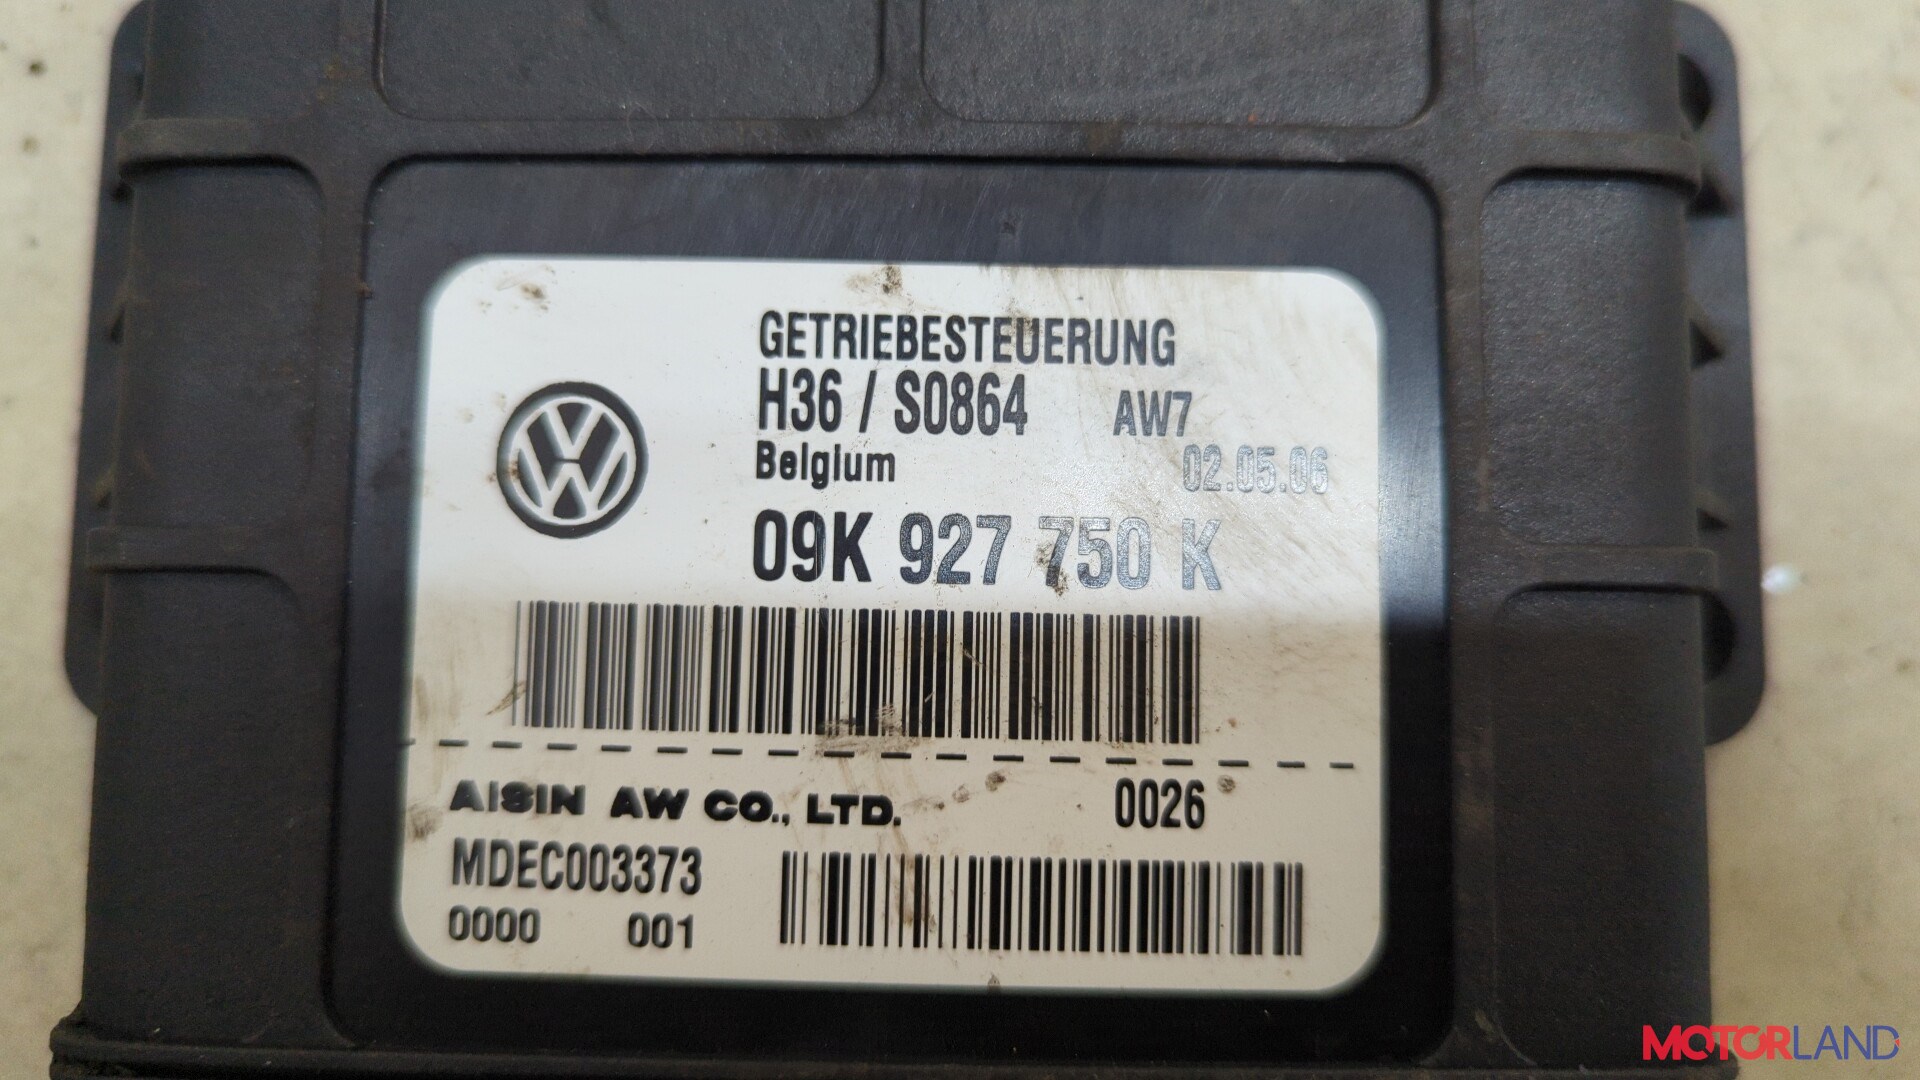 GETRIEBESTEUERUNG
H36 / S0864 AW7
Belgium 02.05.06
09K 927 750 K
AISIN AW CO., LTD. 0026
MDEC003373
0000 001
MOTORLAND